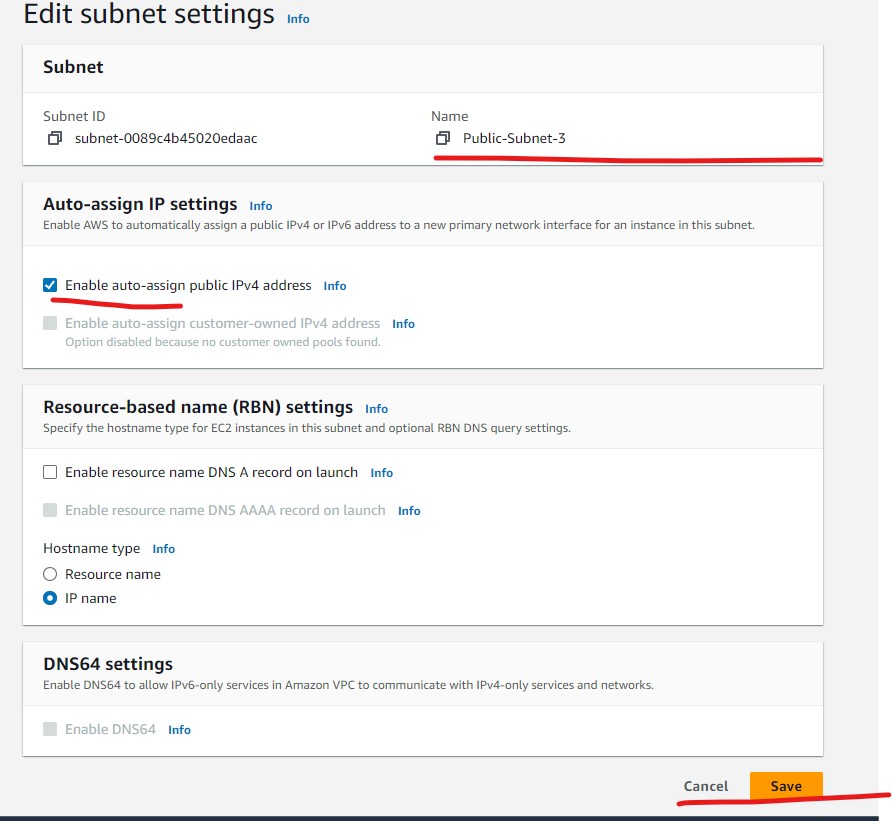 Edit subnet settings Info
Subnet
Subnet ID Name
subnet-0089c4b45020edaac Public-Subnet-3
Auto-assign IP settings Info
Enable AWS to automatically assign a public IPv4 or IPv6 address to a new primary network interface for an instance in this subnet.
Enable auto-assign public IPv4 address Info
Enable auto-assign customer-owned IPv4 address Info
Option disabled because no customer owned pools found.
Resource-based name (RBN) settings Info
Specify the hostname type for EC2 instances in this subnet and optional RBN DNS query settings.
Enable resource name DNS A record on launch Info
Enable resource name DNS AAAA record on launch Info
Hostname type Info
Resource name
IP name
DNS64 settings
Enable DNS64 to allow IPv6-only services in Amazon VPC to communicate with IPv4-only services and networks.
Enable DNS64 Info
Cancel Save